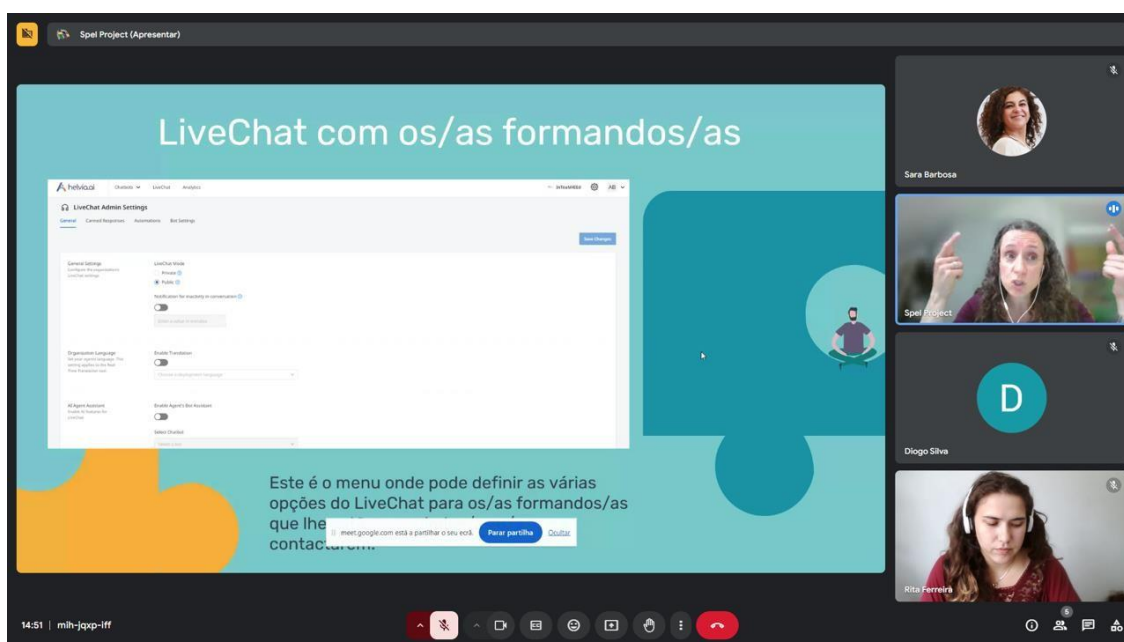 Spel Project (Apresentar)
LiveChat com os/as formandos/as
helvia.ai Chatbots LiveChat Analytics
AB
LiveChat Admin Settings
General Canned Responses Automations Bot Settings
Save Changes
General Settings
LiveChat Mode
Private
Public
Notification for inactivity in conversation
Organization Language
Enable Translation
AI Agent Assistant
Enable Agent's Bot Assistant
Select Chatbot
Este é o menu onde pode definir as várias
opções do LiveChat para os/as formandos/as
que lhe
meet.google.com está a partilhar o seu ecrã. Parar partilha Ocultar
Sara Barbosa
Spel Project
D
Diogo Silva
Rita Ferreira
14:51 | mih-jqxp-iff
5